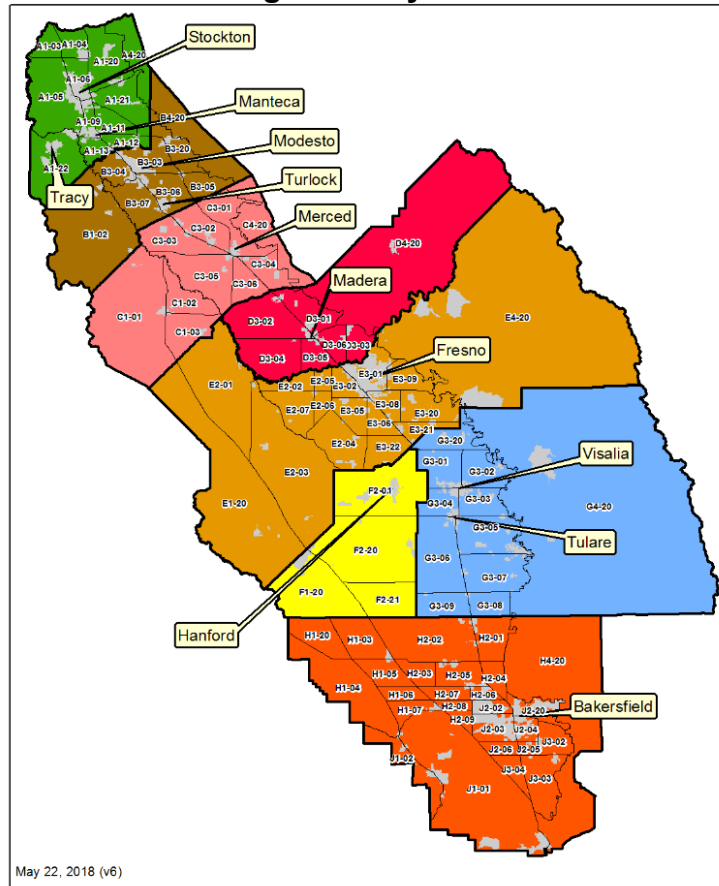 Stockton
A1-03
A1-04
A1-20
A4-20
A1-06
A1-05
A1-21
Manteca
A1-09
A1-11
B4-20
A1-12
A1-13
B3-20
Modesto
A1-22
B3-03
B3-04
Tracy
B3-06
B3-05
Turlock
B3-07
C3-01
Merced
B1-02
C3-02
C4-20
C3-03
D4-20
C3-04
C3-05
C3-06
Madera
C1-01
C1-02
D3-02
D3-01
C1-03
E4-20
D3-06
D3-03
D3-04
D3-05
Fresno
E3-01
E2-01
E2-02
E2-05
E3-02
E3-09
E2-07
E2-06
E3-05
E3-08
E3-20
E3-06
E3-21
E2-04
E3-22
G3-20
E2-03
G3-01
G3-02
Visalia
F2-01
G3-03
E1-20
G3-04
G4-20
G3-05
Tulare
F2-20
G3-06
G3-07
F1-20
F2-21
G3-09
G3-08
Hanford
H1-20
H1-03
H2-02
H2-01
H1-05
H2-03
H2-05
H2-04
H4-20
H1-04
H1-06
H2-07
H2-06
H1-07
H2-08
J2-02
J2-20
Bakersfield
H2-09
J2-03
J2-04
J2-06
J2-05
J3-02
J1-02
J3-04
J3-03
J1-01
May 22, 2018 (v6)